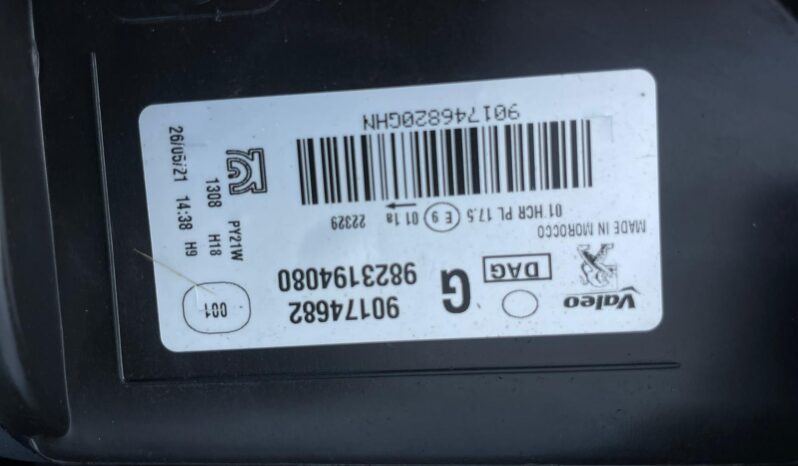 Valeo
90174682
001
DAG
G
9823194080
MADE IN MOROCCO
01 HCR PL 17.5 E 9 01 1a 22329
PY21W
1308 H18
26/05/21 14:38 H9
901746820GHN